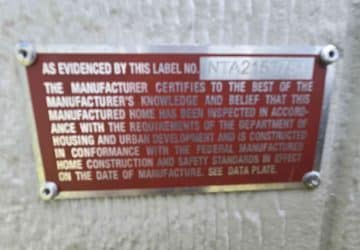 AS EVIDENCED BY THIS LABEL NO.
THE MANUFACTURER CERTIFIES TO THE BEST OF THE
MANUFACTURER'S KNOWLEDGE AND BELIEF THAT THIS
MANUFACTURED HOME HAS BEEN INSPECTED IN ACCORD-
ANCE WITH THE REQUIREMENTS OF THE DEPARTMENT OF
HOUSING AND URBAN DEVELOPMENT AND IS CONSTRUCTED
IN CONFORMANCE WITH THE FEDERAL MANUFACTURED
HOME CONSTRUCTION AND SAFETY STANDARDS IN EFFECT
ON THE DATE OF MANUFACTURE. SEE DATA PLATE.